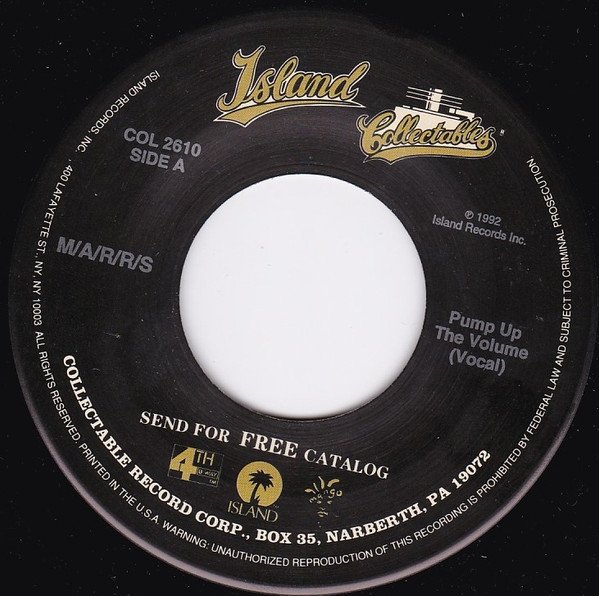 Island
Collectables
COL 2610
SIDE A
℗ 1992
Island Records Inc.
M/A/R/R/S
Pump Up
The Volume
(Vocal)
SEND FOR FREE CATALOG
4TH
B'WAY
™
ISLAND
mango
COLLECTABLE RECORD CORP., BOX 35, NARBERTH, PA 19072
ISLAND RECORDS, INC., 400 LAFAYETTE ST., NY, NY 10003 ALL RIGHTS RESERVED. PRINTED IN THE U.S.A. WARNING: UNAUTHORIZED REPRODUCTION OF THIS RECORDING IS PROHIBITED BY FEDERAL LAW AND SUBJECT TO CRIMINAL PROSECUTION.